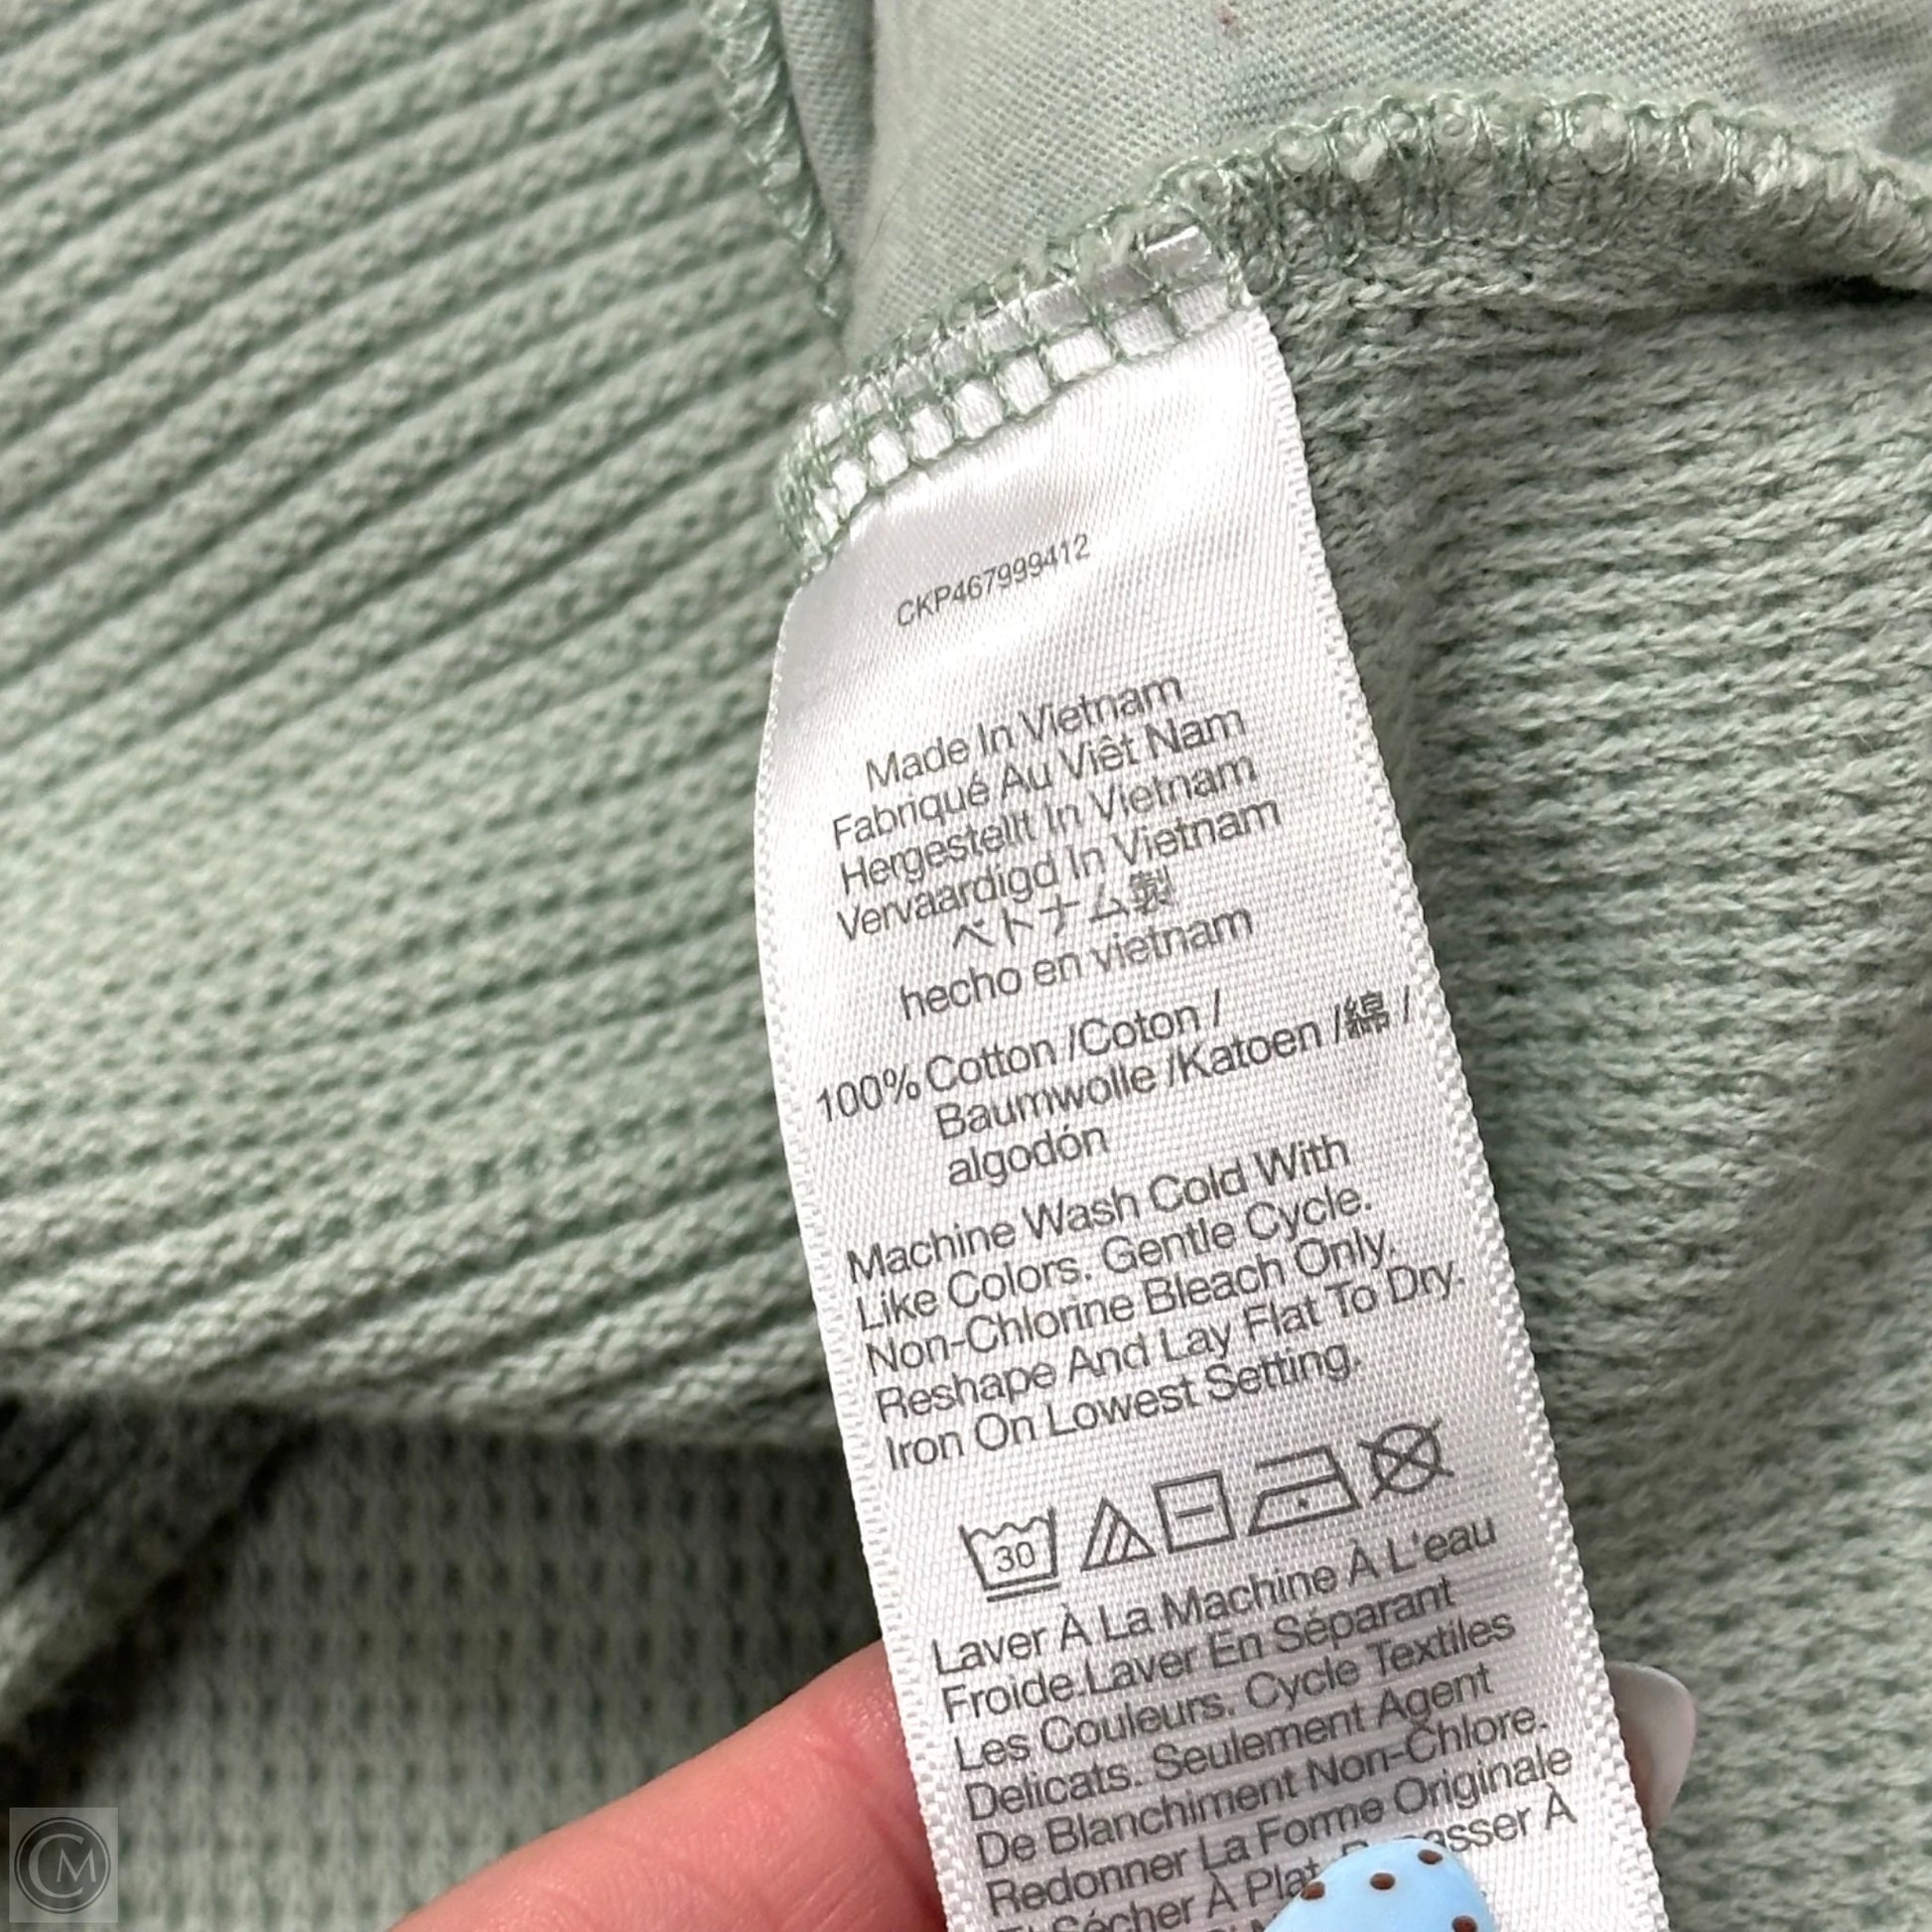 CKP467999412
Made In Vietnam
Fabriqué Au Viêt Nam
Hergestellt In Vietnam
Vervaardigd In Vietnam
ベトナム製
hecho en vietnam
100% Cotton /Coton /
Baumwolle /Katoen /綿 /
algodón
Machine Wash Cold With
Like Colors. Gentle Cycle.
Non-Chlorine Bleach Only.
Reshape And Lay Flat To Dry.
Iron On Lowest Setting.
30
Laver À La Machine À L'eau
Froide.Laver En Séparant
Les Couleurs. Cycle Textiles
Delicats. Seulement Agent
De Blanchiment Non-Chlore.
Redonner La Forme Originale
Sécher À Plat. À
CM